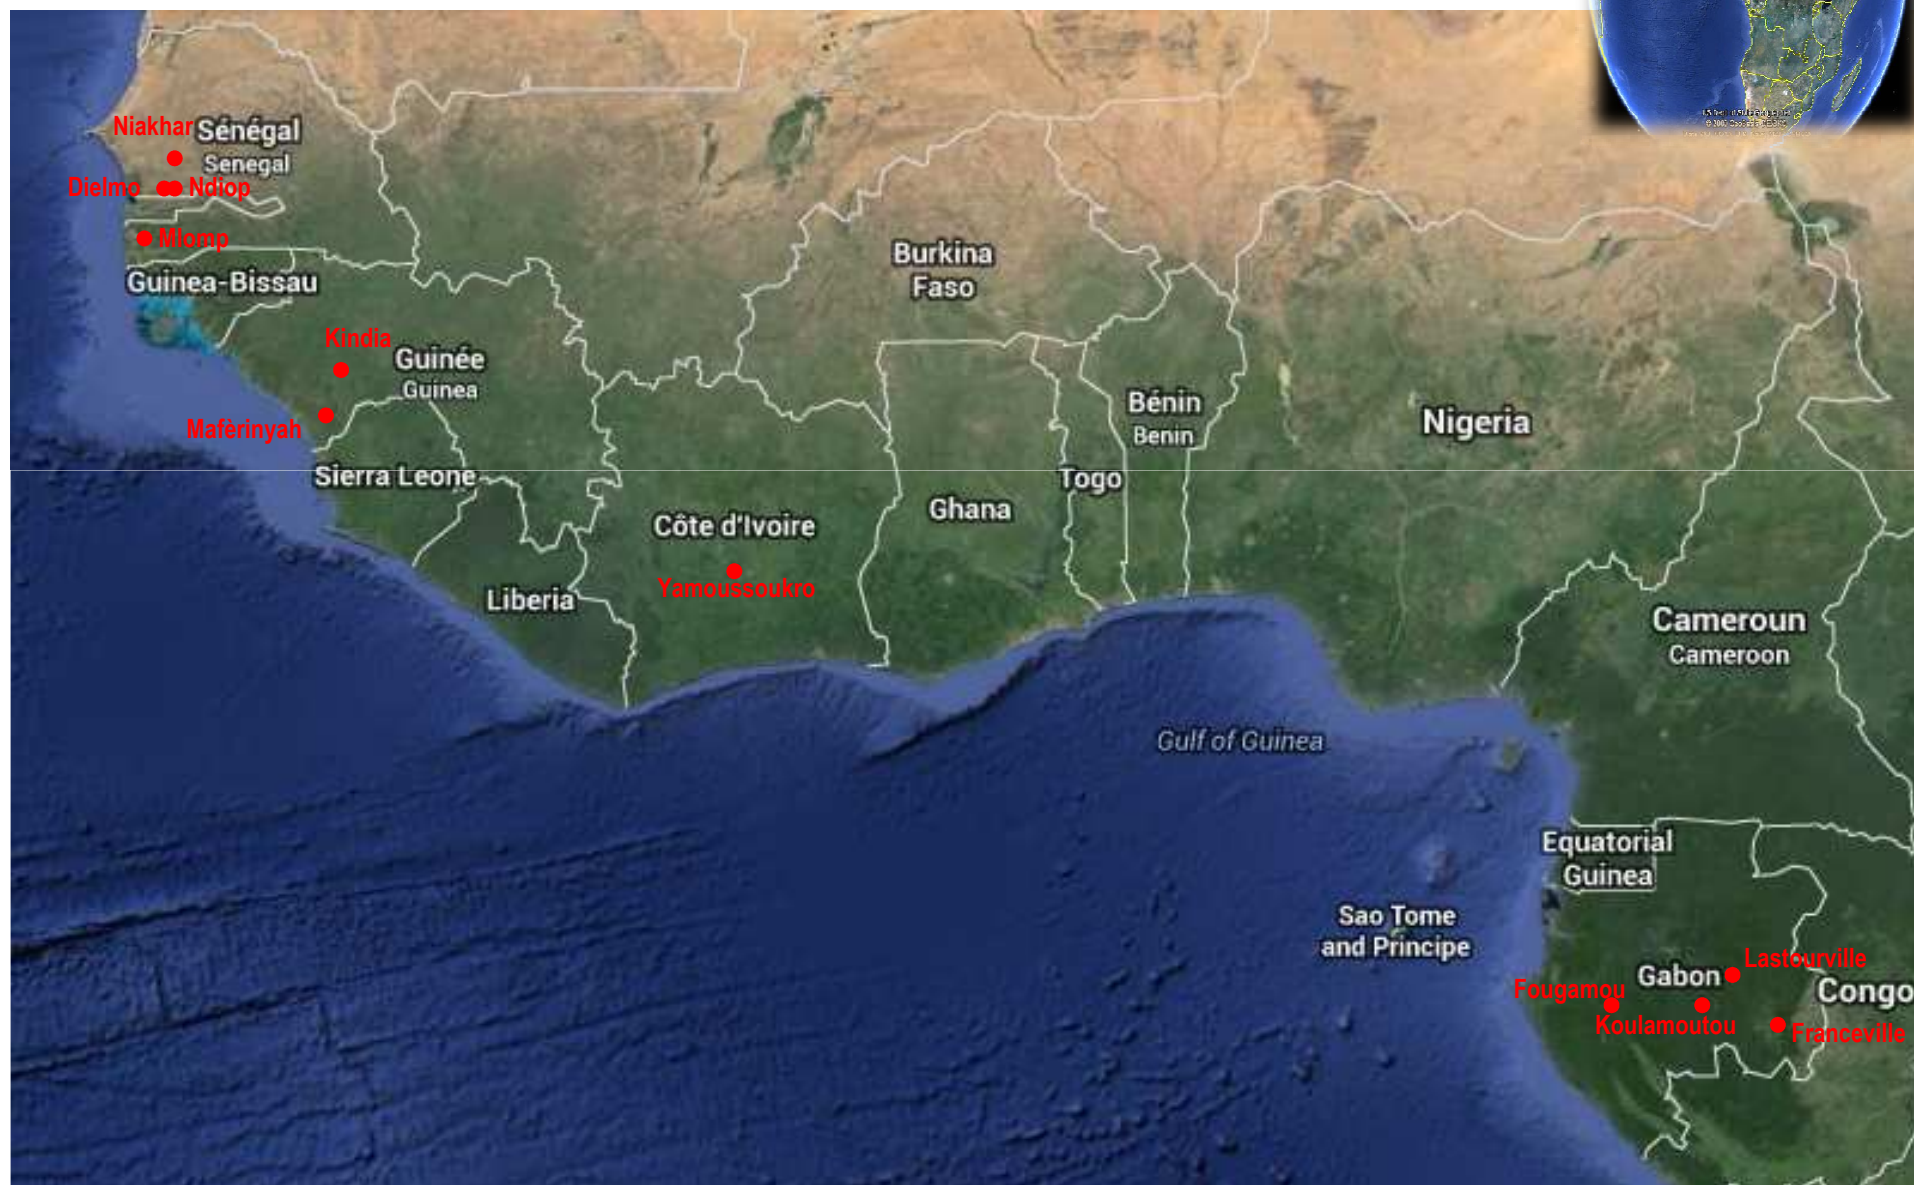 Niakhar
Sénégal
Senegal
Dielmo
Ndiop
Mlomp
Guinea-Bissau
Burkina
Faso
Kindia
Guinée
Guinea
Mafèrinyah
Bénin
Benin
Nigeria
Sierra Leone
Togo
Côte d'Ivoire
Ghana
Yamoussoukro
Liberia
Cameroun
Cameroon
Gulf of Guinea
Equatorial
Guinea
Sao Tome
and Principe
Lastourville
Gabon
Fougamou
Congo
Koulamoutou
Franceville